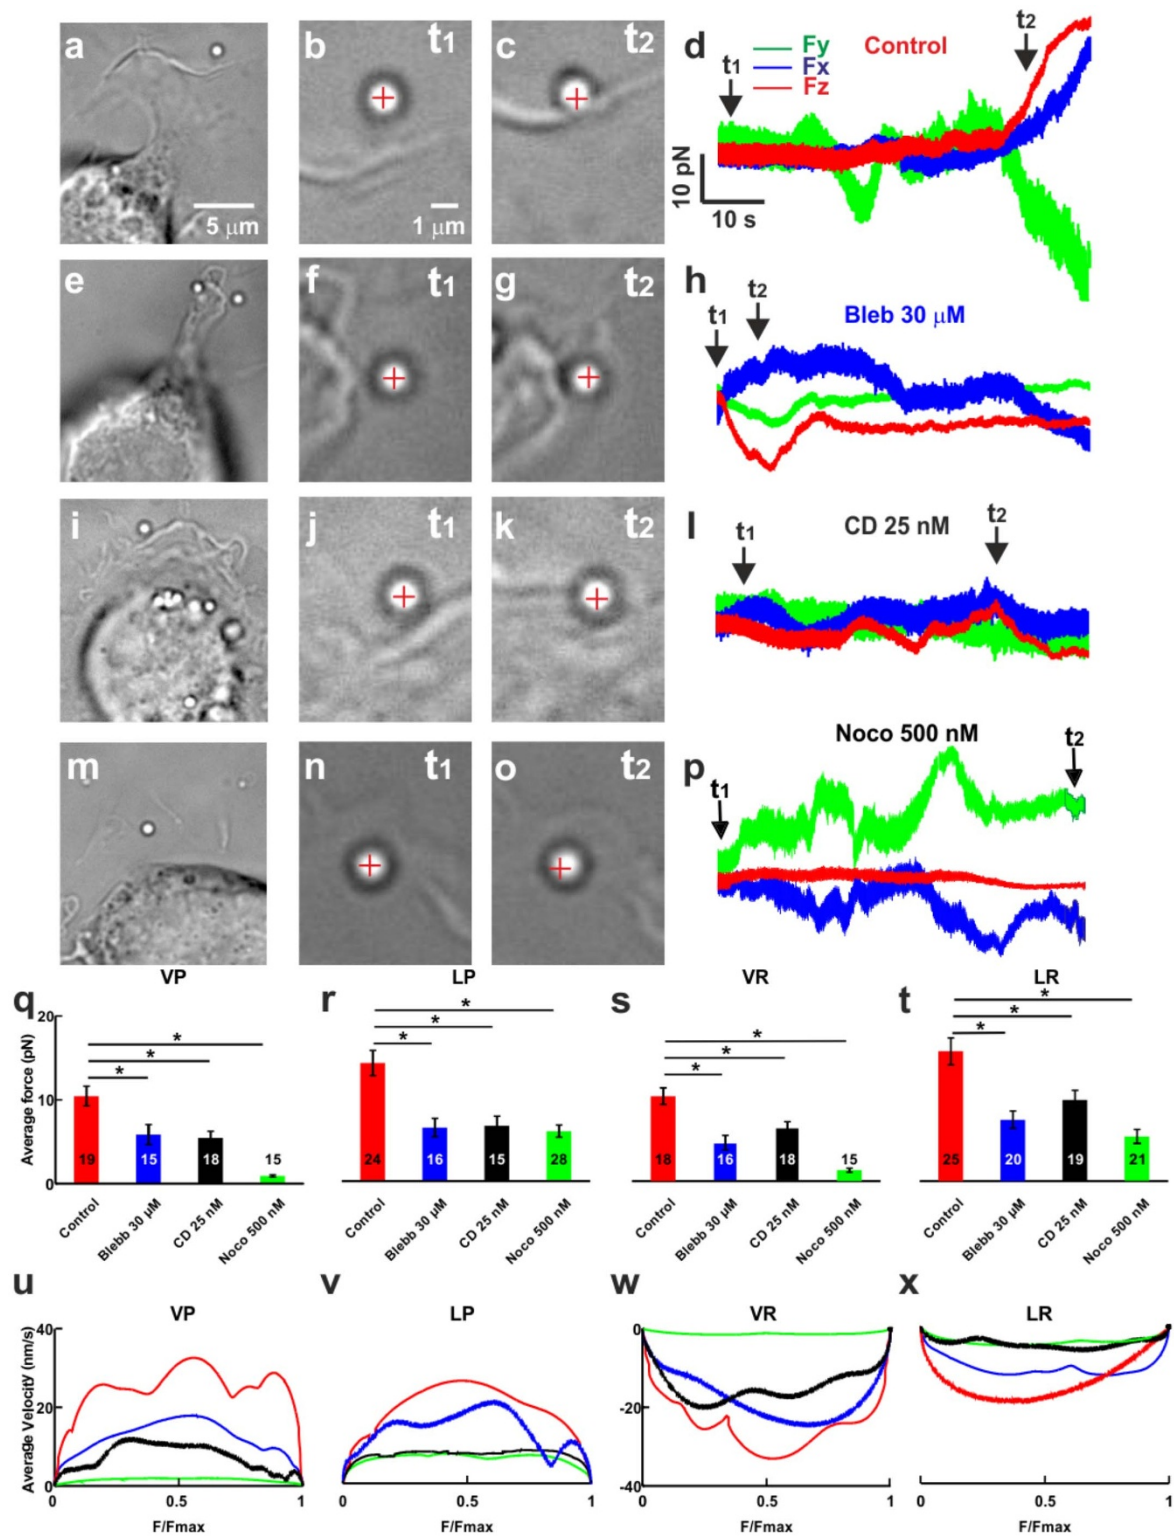 a
5 μm
b
t1
1 μm
c
t2
d
Fy
Fx
Fz
Control
t1
t2
10 pN
10 s
e
f
t1
g
t2
h
t1
t2
Bleb 30 μM
i
j
t1
k
t2
l
t1
CD 25 nM
t2
m
n
t1
o
t2
p
Noco 500 nM
t1
t2
VP
LP
VR
LR
q
r
s
t
Average force (pN)
20
10
0
* * *
* * *
* * *
* * *
19 15 18 15
24 16 15 28
18 16 18 15
25 20 19 21
Control Blebb 30 μM CD 25 nM Noco 500 nM
Control Blebb 30 μM CD 25 nM Noco 500 nM
Control Blebb 30 μM CD 25 nM Noco 500 nM
Control Blebb 30 μM CD 25 nM Noco 500 nM
u
v
w
x
VP
LP
VR
LR
Average Velocity (nm/s)
40
20
0
0
-20
-40
0 0.5 1
0 0.5 1
0 0.5 1
0 0.5 1
F/Fmax
F/Fmax
F/Fmax
F/Fmax